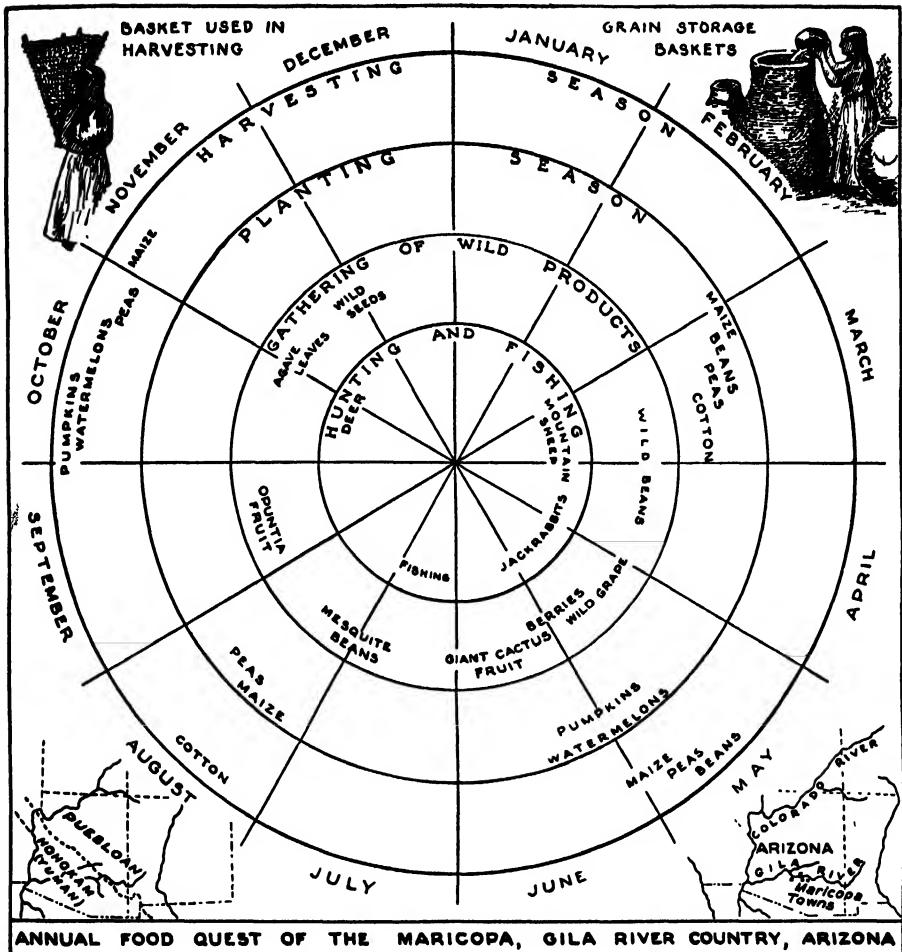 BASKET USED IN
HARVESTING
GRAIN STORAGE
BASKETS
DECEMBER
JANUARY
FEBRUARY
MARCH
APRIL
MAY
JUNE
JULY
AUGUST
SEPTEMBER
OCTOBER
NOVEMBER
HARVESTING SEASON
MAIZE
PEAS
WATERMELONS
PUMPKINS
COTTON
MAIZE
PEAS
BEANS
PLANTING SEASON
MAIZE
BEANS
PEAS
COTTON
PUMPKINS
WATERMELONS
PEAS
MAIZE
GATHERING OF WILD PRODUCTS
WILD
SEEDS
AGAVE
LEAVES
WILD BEANS
BERRIES
WILD GRAPE
GIANT CACTUS
FRUIT
MESQUITE
BEANS
OPUNTIA
FRUIT
HUNTING AND FISHING
DEER
MOUNTAIN
SHEEP
JACKRABBITS
FISHING
PUEBLOAN
HOHOKAM
(YUMAN)
COLORADO RIVER
ARIZONA
GILA RIVER
Maricopa
Towns
ANNUAL FOOD QUEST OF THE MARICOPA, GILA RIVER COUNTRY, ARIZONA